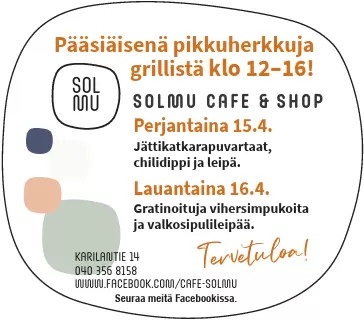 Pääsiäisenä pikkuherkkuja
grillistä klo 12–16!
SOL
MU
SOLMU CAFE & SHOP
Perjantaina 15.4.
Jättikatkarapuvartaat,
chilidippi ja leipä.
Lauantaina 16.4.
Gratinoituja vihersimpukoita
ja valkosipulileipää.
Tervetuloa!
KARILANTIE 14
040 356 8158
WWW.FACEBOOK.COM/CAFE-SOLMU
Seuraa meitä Facebookissa.